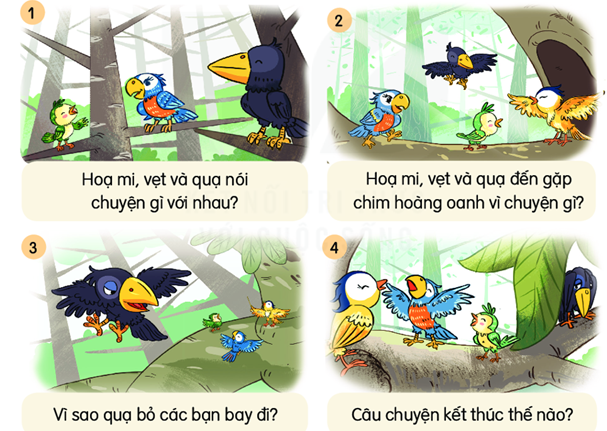 1
Hoạ mi, vẹt và quạ nói
chuyện gì với nhau?
2
Hoạ mi, vẹt và quạ đến gặp
chim hoàng oanh vì chuyện gì?
3
Vì sao quạ bỏ các bạn bay đi?
4
Câu chuyện kết thúc thế nào?